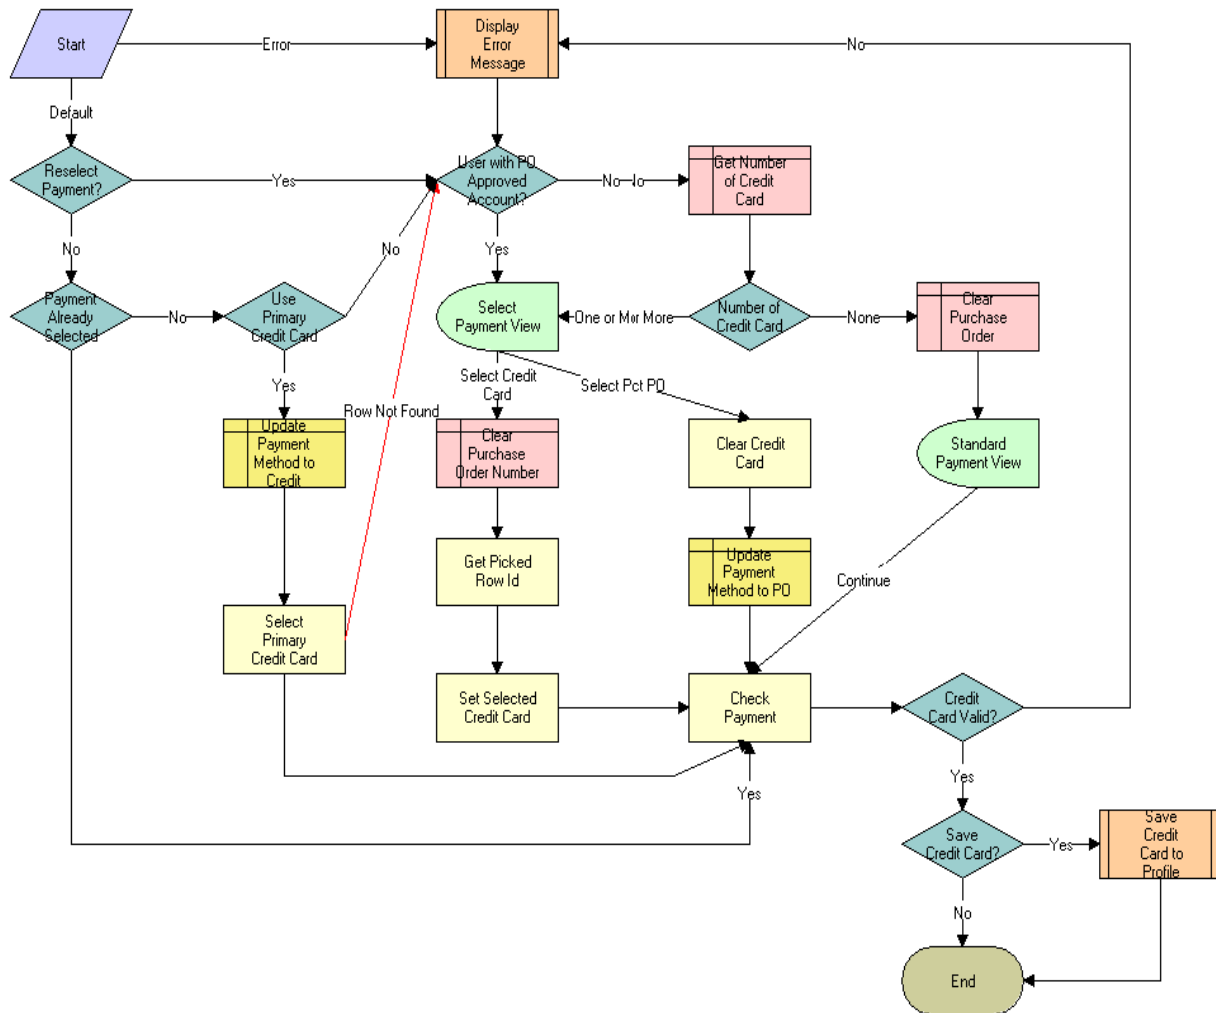 Start
Error
Display
Error
Message
No
Default
Reselect
Payment?
Yes
User with PO
Approved
Account?
No
Get Number
of Credit
Card
No
No
Yes
Payment
Already
Selected
No
Use
Primary
Credit Card
Select
Payment View
One or
More
Number of
Credit Card
None
Clear
Purchase
Order
Yes
Select Credit
Card
Select Pct PO
Row Not Found
Update
Payment
Method to
Credit
Clear
Purchase
Order Number
Clear Credit
Card
Standard
Payment View
Get Picked
Row Id
Update
Payment
Method to PO
Continue
Select
Primary
Credit Card
Set Selected
Credit Card
Check
Payment
Credit
Card Valid?
Yes
Yes
Save
Credit Card?
Yes
Save
Credit
Card to
Profile
No
End